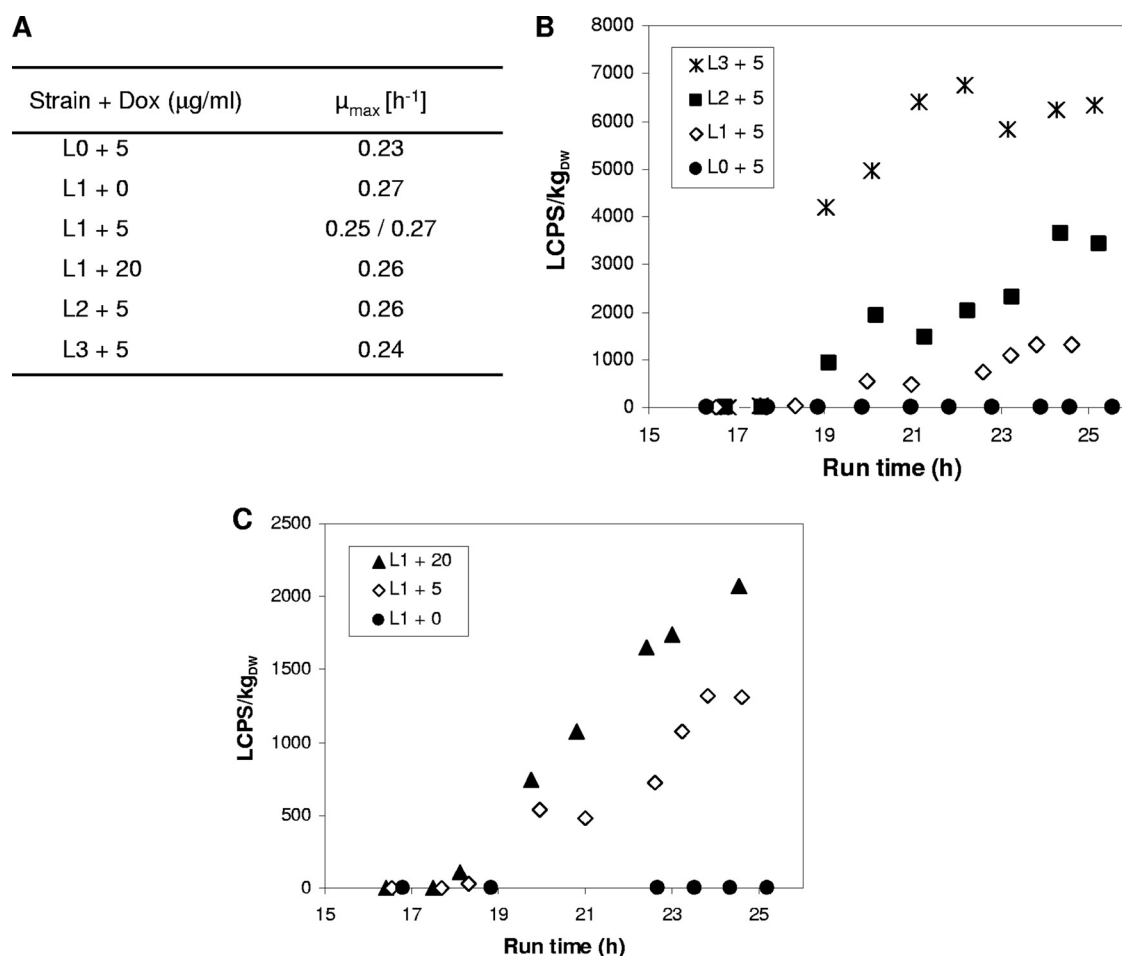 A
Strain + Dox (µg/ml) µmax [h-1]
L0 + 5 0.23
L1 + 0 0.27
L1 + 5 0.25 / 0.27
L1 + 20 0.26
L2 + 5 0.26
L3 + 5 0.24
B
8000
7000
6000
5000
4000
3000
2000
1000
0
LCPS/kgDW
L3 + 5
L2 + 5
L1 + 5
L0 + 5
15 17 19 21 23 25
Run time (h)
C
2500
2000
1500
1000
500
0
LCPS/kgDW
L1 + 20
L1 + 5
L1 + 0
15 17 19 21 23 25
Run time (h)